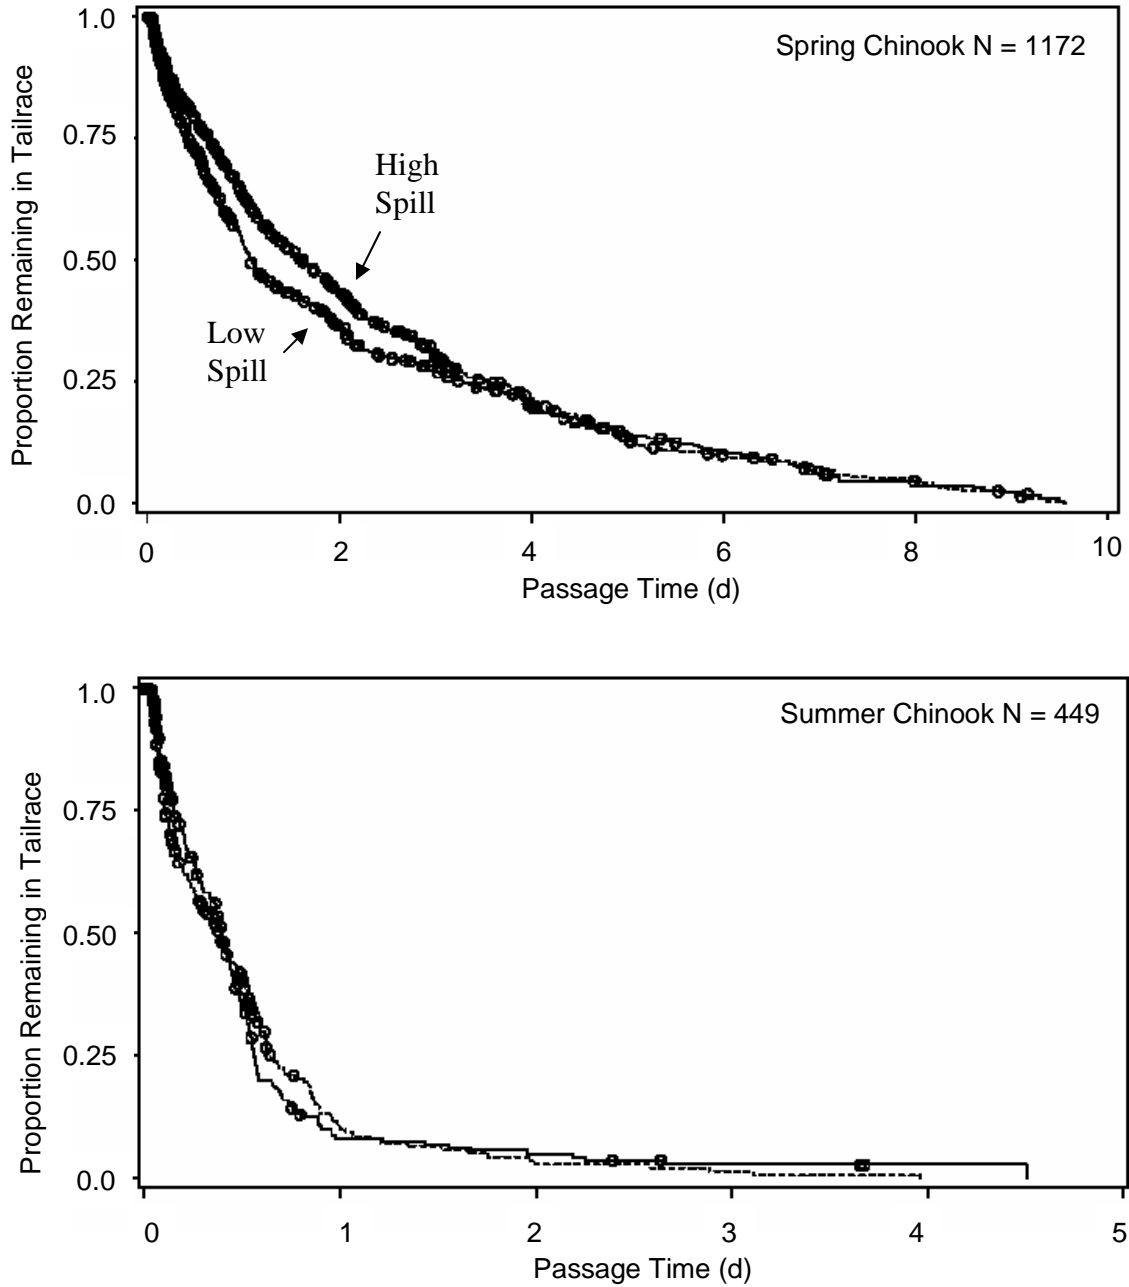 Spring Chinook N = 1172
Proportion Remaining in Tailrace
1.0
0.75
0.50
0.25
0.0
High
Spill
Low
Spill
0 2 4 6 8 10
Passage Time (d)
Summer Chinook N = 449
Proportion Remaining in Tailrace
1.0
0.75
0.50
0.25
0.0
0 1 2 3 4 5
Passage Time (d)